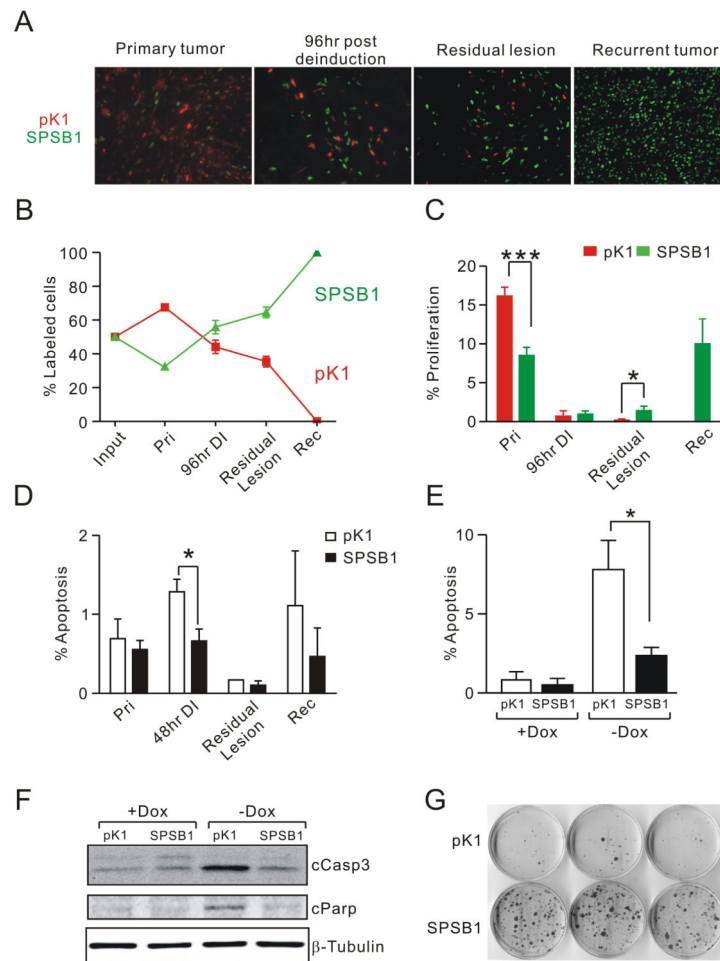 A
Primary tumor
96hr post
deinduction
Residual lesion
Recurrent tumor
pK1
SPSB1
B
% Labeled cells
100
80
60
40
20
0
SPSB1
pK1
Input
Pri
96hr DI
Residual
Lesion
Rec
C
pK1
SPSB1
% Proliferation
20
15
10
5
0
***
*
Pri
96hr DI
Residual
Lesion
Rec
D
pK1
SPSB1
% Apoptosis
2
1
0
*
Pri
48hr DI
Residual
Lesion
Rec
E
% Apoptosis
10
5
0
*
pK1 SPSB1 pK1 SPSB1
+Dox -Dox
F
+Dox -Dox
pK1 SPSB1 pK1 SPSB1
cCasp3
cParp
β-Tubulin
G
pK1
SPSB1